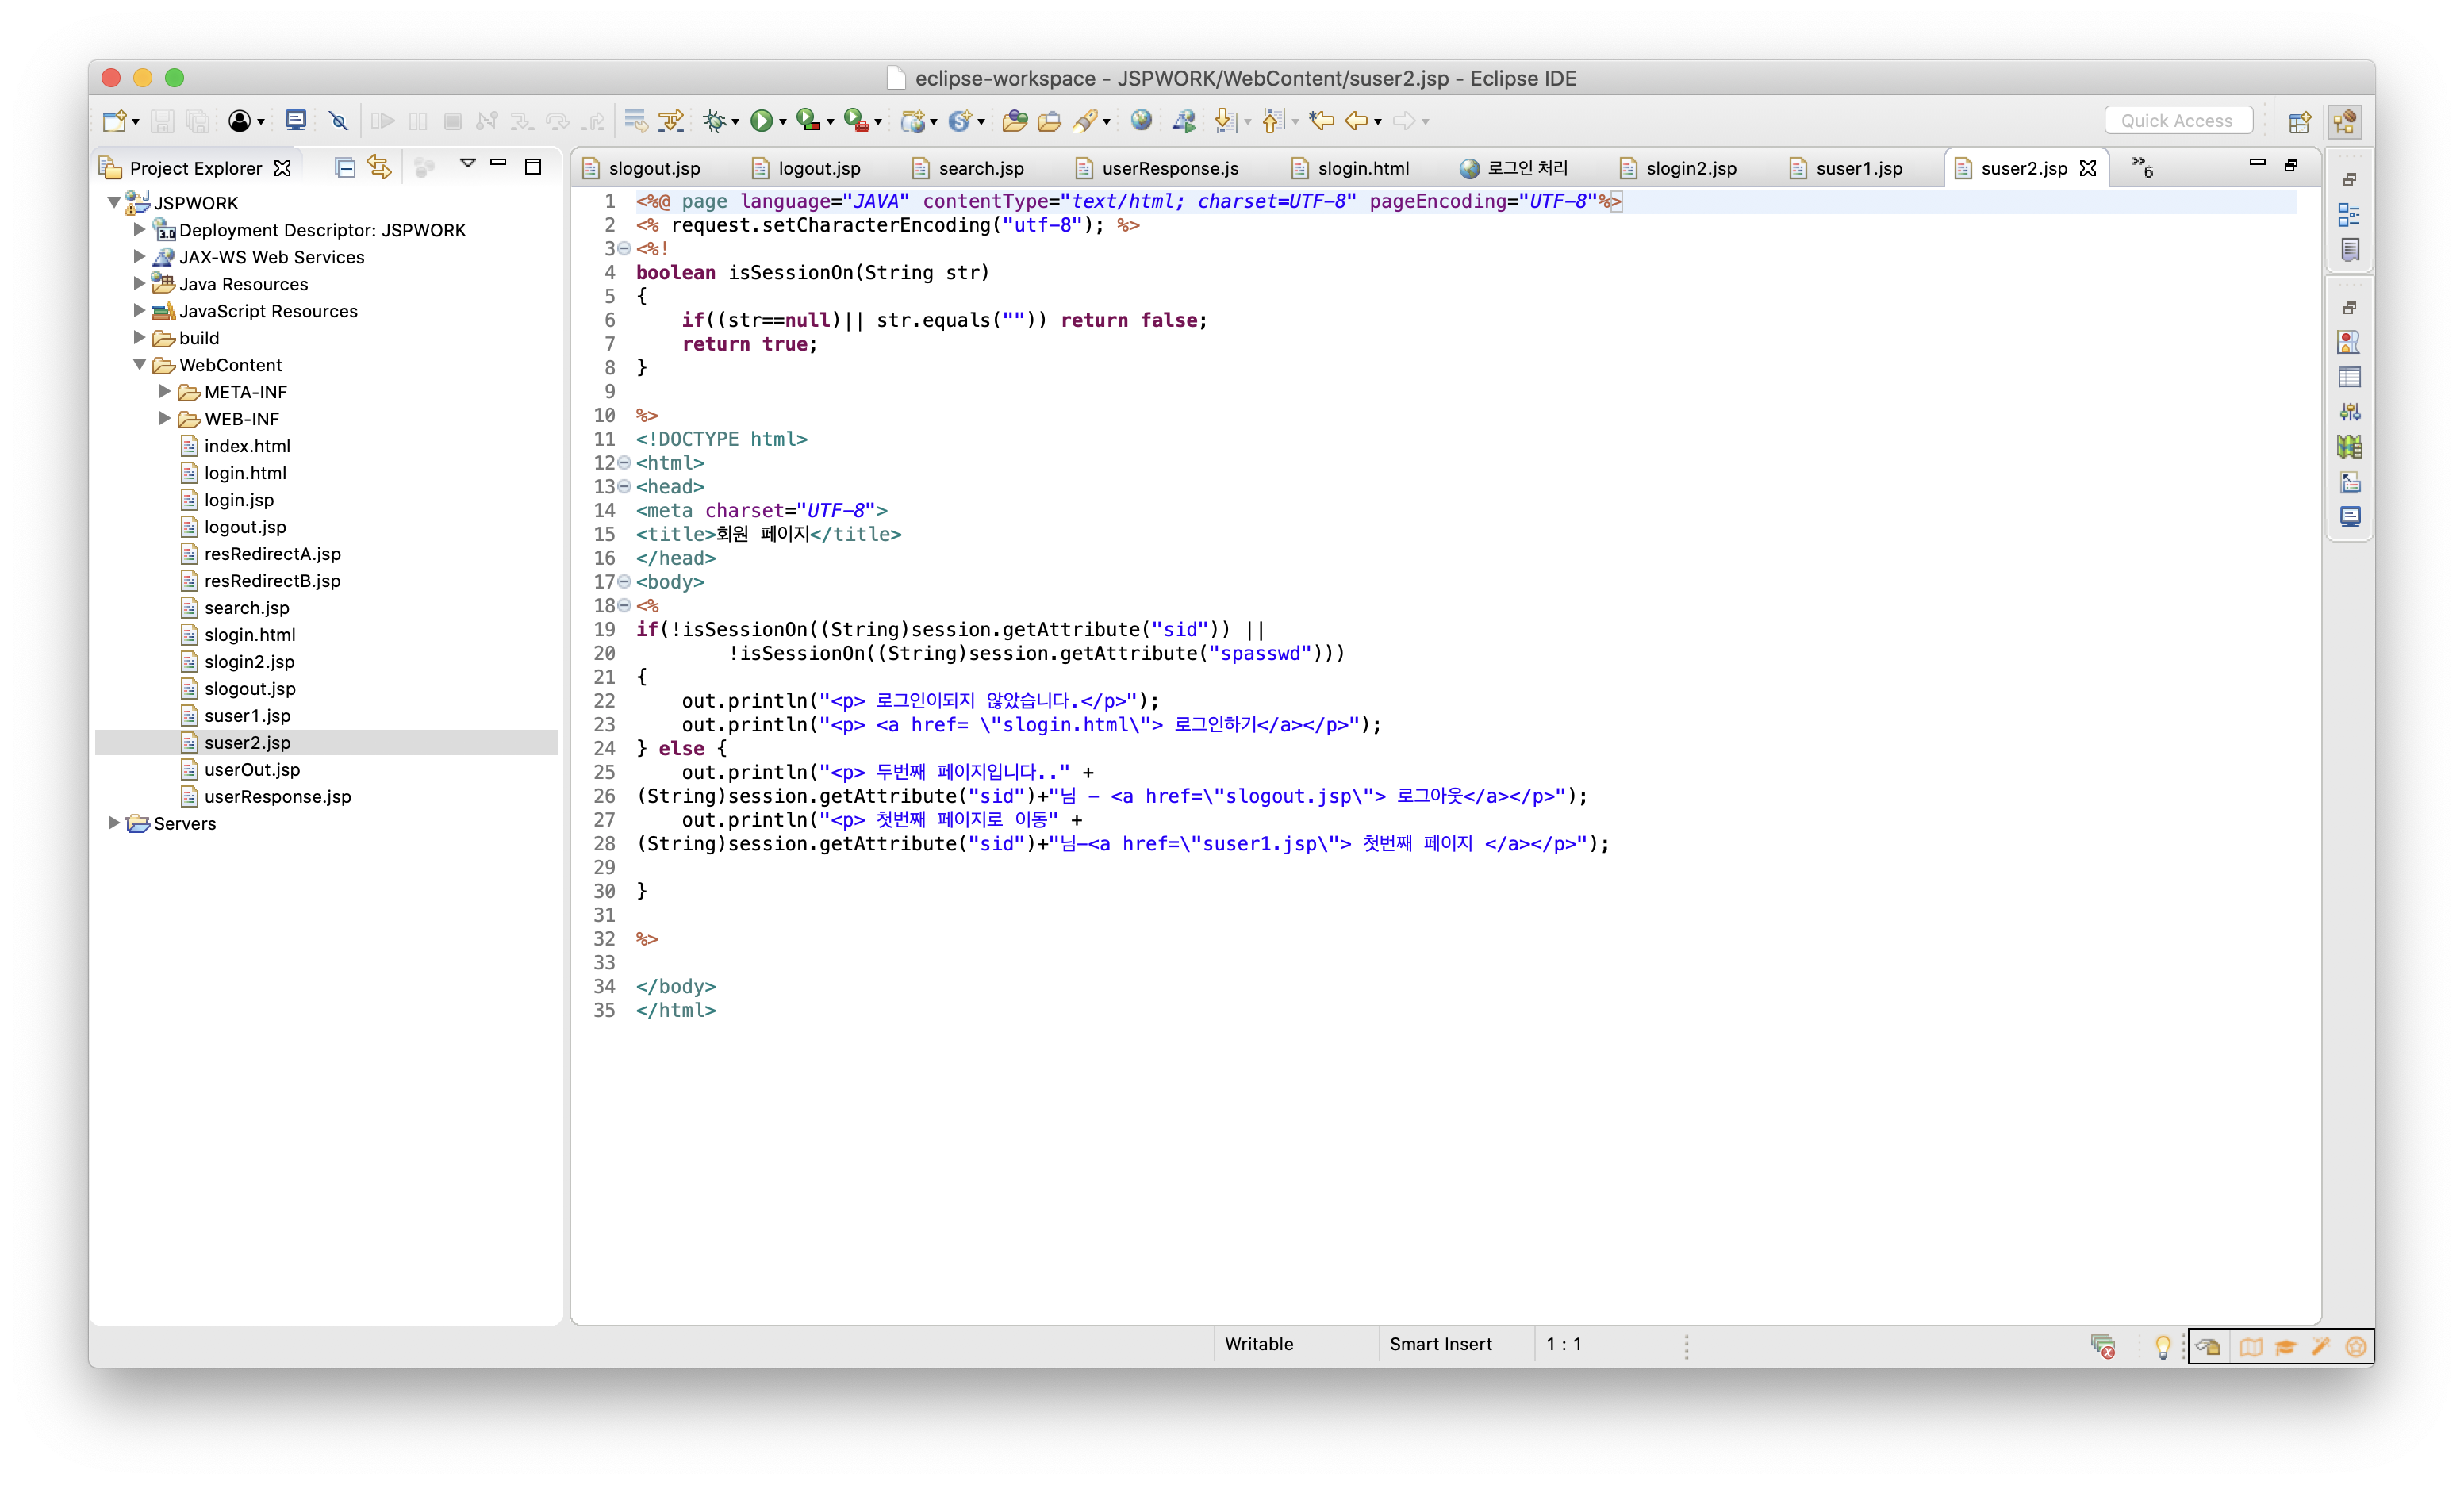 eclipse-workspace - JSPWORK/WebContent/suser2.jsp - Eclipse IDE
Quick Access
Project Explorer
JSPWORK
Deployment Descriptor: JSPWORK
JAX-WS Web Services
Java Resources
JavaScript Resources
build
WebContent
META-INF
WEB-INF
index.html
login.html
login.jsp
logout.jsp
resRedirectA.jsp
resRedirectB.jsp
search.jsp
slogin.html
slogin2.jsp
slogout.jsp
suser1.jsp
suser2.jsp
userOut.jsp
userResponse.jsp
Servers
slogout.jsp logout.jsp search.jsp userResponse.js slogin.html 로그인 처리 slogin2.jsp suser1.jsp suser2.jsp »6
1 <%@ page language="JAVA" contentType="text/html; charset=UTF-8" pageEncoding="UTF-8"%>
2 <% request.setCharacterEncoding("utf-8"); %>
3 <%!
4 boolean isSessionOn(String str)
5 {
6     if((str==null)|| str.equals("")) return false;
7     return true;
8 }
9
10 %>
11 <!DOCTYPE html>
12 <html>
13 <head>
14 <meta charset="UTF-8">
15 <title>회원 페이지</title>
16 </head>
17 <body>
18 <%
19 if(!isSessionOn((String)session.getAttribute("sid")) ||
20         !isSessionOn((String)session.getAttribute("spasswd")))
21 {
22     out.println("<p> 로그인이되지 않았습니다.</p>");
23     out.println("<p> <a href= \"slogin.html\"> 로그인하기</a></p>");
24 } else {
25     out.println("<p> 두번째 페이지입니다.." +
26 (String)session.getAttribute("sid")+"님 - <a href=\"slogout.jsp\"> 로그아웃</a></p>");
27     out.println("<p> 첫번째 페이지로 이동" +
28 (String)session.getAttribute("sid")+"님-<a href=\"suser1.jsp\"> 첫번째 페이지 </a></p>");
29
30 }
31
32 %>
33
34 </body>
35 </html>
Writable Smart Insert 1 : 1